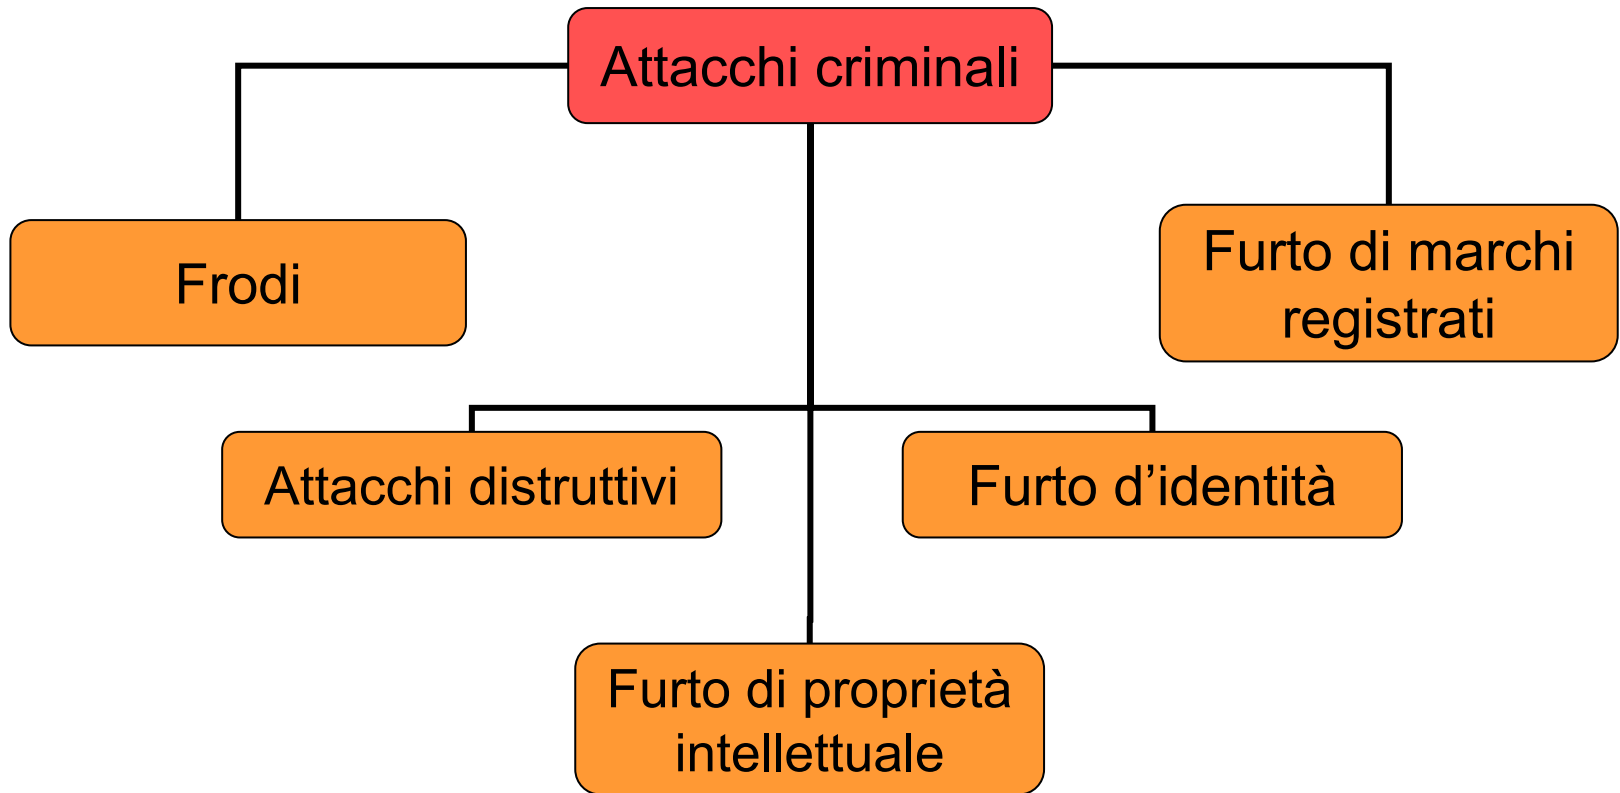 Attacchi criminali
Frodi
Furto di marchi
registrati
Attacchi distruttivi
Furto d’identità
Furto di proprietà
intellettuale